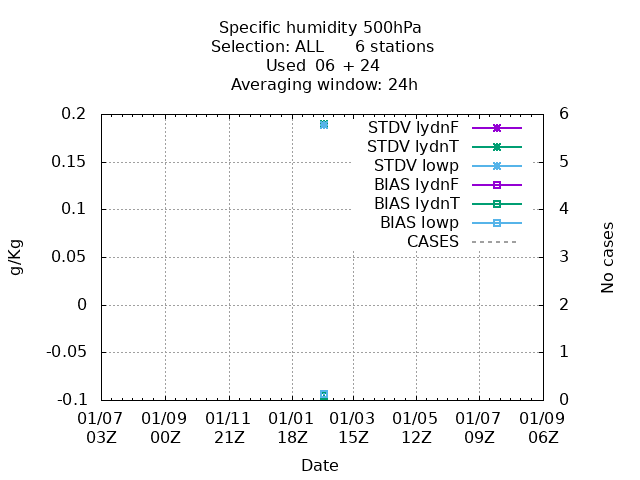 Specific humidity 500hPa
Selection: ALL 6 stations
Used 06 + 24
Averaging window: 24h
0.2
0.15
0.1
0.05
0
-0.05
-0.1
g/Kg
STDV lydnF
STDV lydnT
STDV lowp
BIAS lydnF
BIAS lydnT
BIAS lowp
CASES
6
5
4
3
2
1
0
No cases
01/07 01/09 01/11 01/01 01/03 01/05 01/07 01/09
03Z 00Z 21Z 18Z 15Z 12Z 09Z 06Z
Date